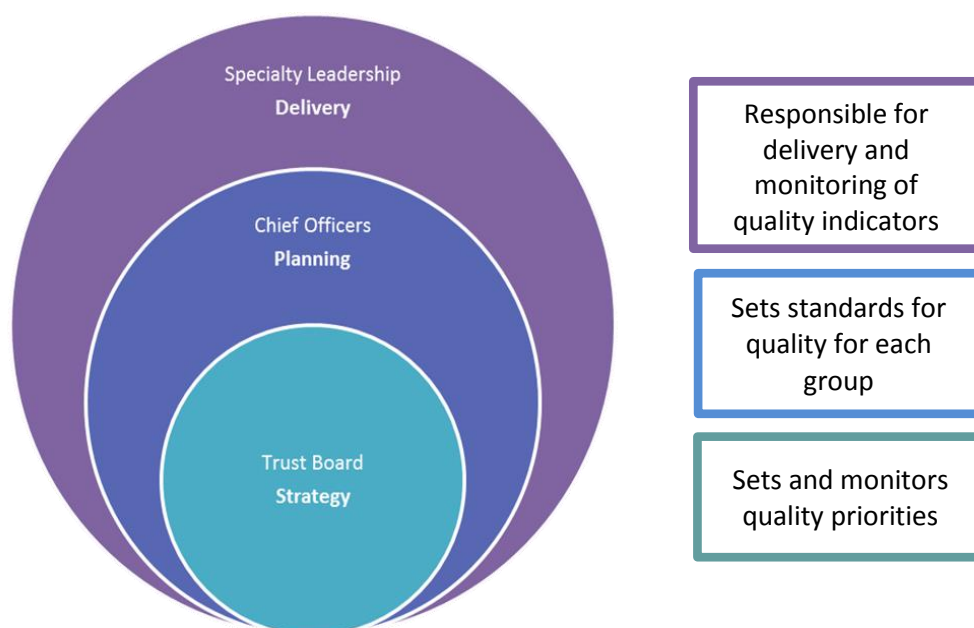 Specialty Leadership
Delivery
Chief Officers
Planning
Trust Board
Strategy
Responsible for
delivery and
monitoring of
quality indicators
Sets standards for
quality for each
group
Sets and monitors
quality priorities